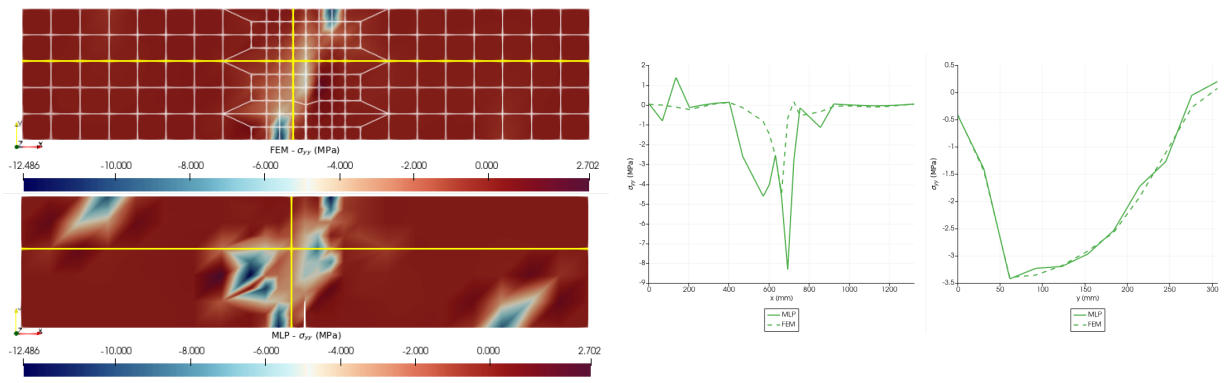 FEM - σyy (MPa)
-12.486 -10.000 -8.000 -6.000 -4.000 -2.000 0.000 2.702
MLP - σyy (MPa)
-12.486 -10.000 -8.000 -6.000 -4.000 -2.000 0.000 2.702
2
1
0
-1
-2
-3
-4
-5
-6
-7
-8
-9
σyy (MPa)
0 200 400 600 800 1000 1200
x (mm)
MLP
FEM
0.5
0
-0.5
-1
-1.5
-2
-2.5
-3
-3.5
σyy (MPa)
0 50 100 150 200 250 300
y (mm)
MLP
FEM